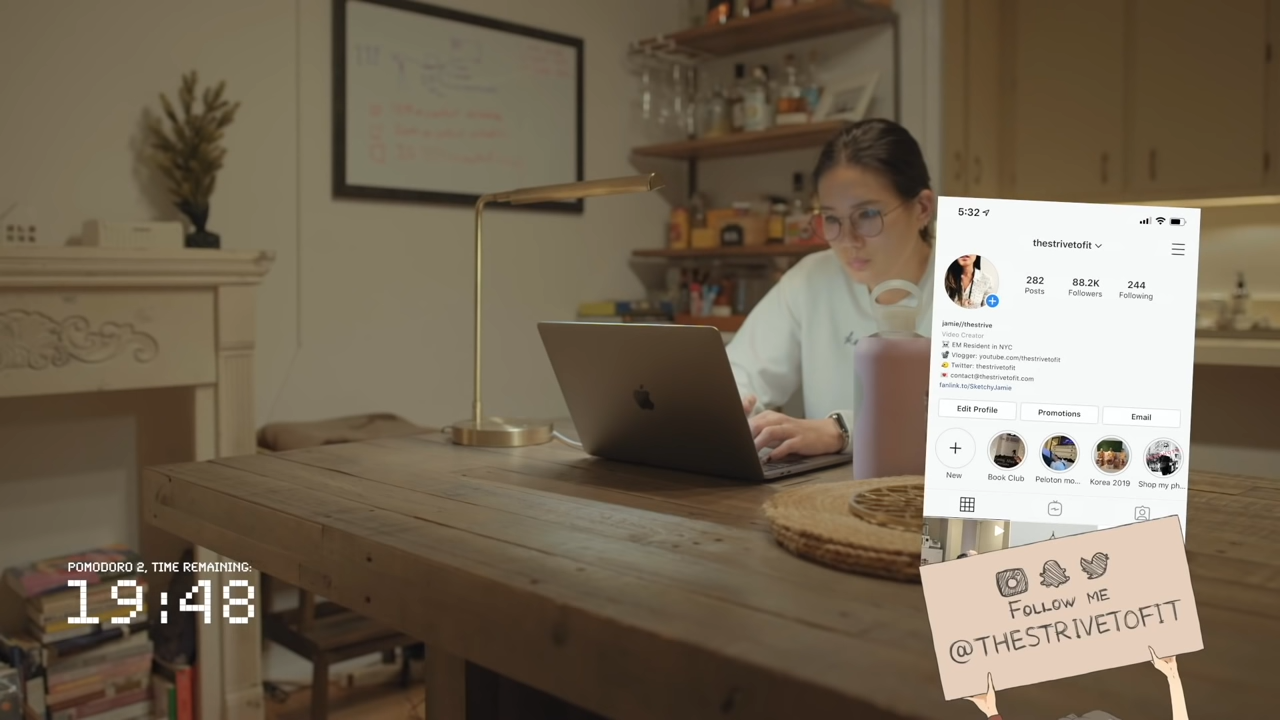 5:32
thestrivetofit
282
88.2K
244
Posts
Followers
Following
jamie//thestrive
Video Creator
EM Resident in NYC
Vlogger: youtube.com/thestrivetofit
Twitter: thestrivetofit
contact@thestrivetofit.com
fanlink.to/SketchyJamie
Edit Profile
Promotions
Email
New
Book Club
Peloton mo...
Korea 2019
Shop my ph...
POMODORO 2, TIME REMAINING:
19:48
FOLLOW ME
@THESTRIVETOFIT